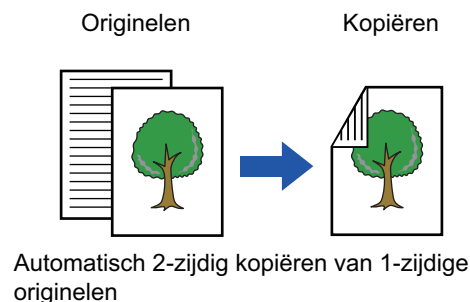 Originelen
Kopiëren
Automatisch 2-zijdig kopiëren van 1-zijdige
originelen